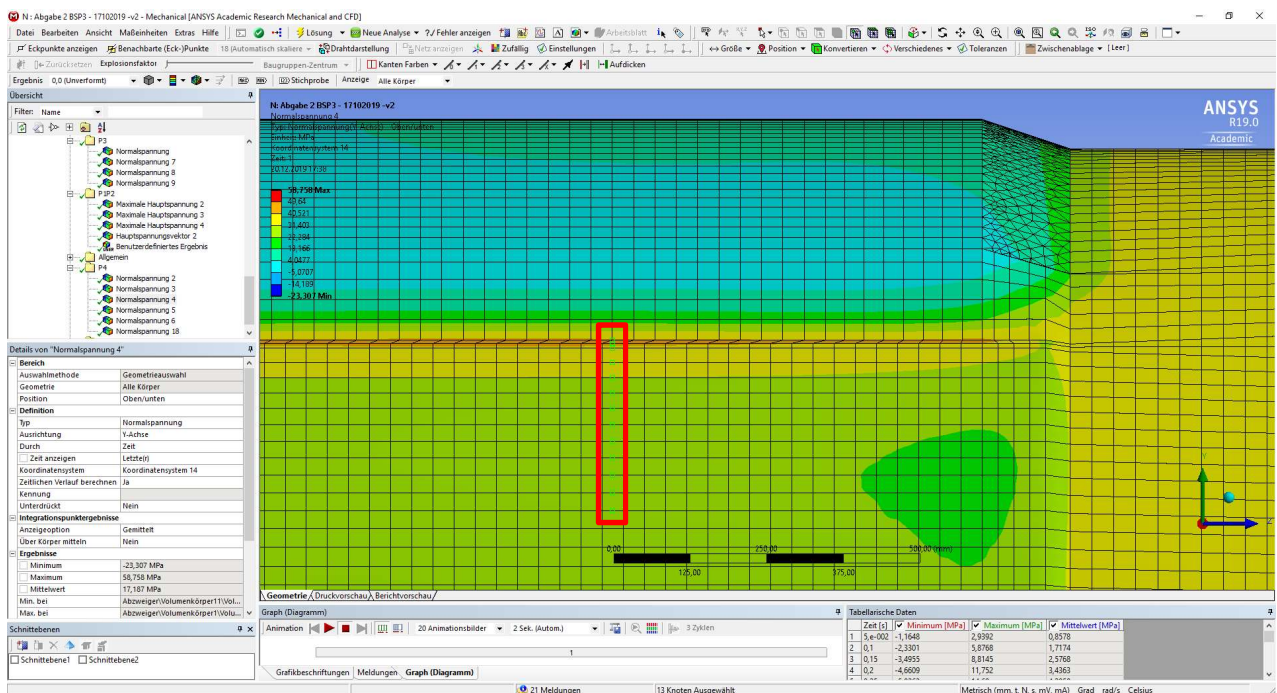 N : Abgabe 2 BSP3 - 17102019 -v2 - Mechanical [ANSYS Academic Research Mechanical and CFD]
Datei Bearbeiten Ansicht Maßeinheiten Extras Hilfe Lösung Neue Analyse ?/ Fehler anzeigen Arbeitsblatt
Eckpunkte anzeigen Benachbarte (Eck-)Punkte 18 (Automatisch skaliere Drahtdarstellung Netz anzeigen Zufällig Einstellungen Größe Position Konvertieren Verschiedenes Toleranzen Zwischenablage [Leer]
Zurücksetzen Explosionsfaktor Baugruppen-Zentrum Kanten Farben Aufdicken
Ergebnis 0,0 (Unverformt) Stichprobe Anzeige Alle Körper
Übersicht
Filter: Name
P3
Normalspannung
Normalspannung 7
Normalspannung 8
Normalspannung 9
P1P2
Maximale Hauptspannung 2
Maximale Hauptspannung 3
Maximale Hauptspannung 4
Hauptspannungsvektor 2
Benutzerdefiniertes Ergebnis
Allgemein
P4
Normalspannung 2
Normalspannung 3
Normalspannung 4
Normalspannung 5
Normalspannung 6
Normalspannung 18
Details von "Normalspannung 4"
Bereich
Auswahlmethode Geometrieauswahl
Geometrie Alle Körper
Position Oben/unten
Definition
Typ Normalspannung
Ausrichtung Y-Achse
Durch Zeit
Zeit anzeigen Letzte(r)
Koordinatensystem Koordinatensystem 14
Zeitlichen Verlauf berechnen Ja
Kennung
Unterdrückt Nein
Integrationspunktergebnisse
Anzeigeoption Gemittelt
Über Körper mitteln Nein
Ergebnisse
Minimum -23,307 MPa
Maximum 58,758 MPa
Mittelwert 17,187 MPa
Min. bei Abzweiger\Volumenkörper11\Vol...
Max. bei Abzweiger\Volumenkörper1\Volu...
Schnittebenen
Schnittebene1 Schnittebene2
N: Abgabe 2 BSP3 - 17102019 -v2
Normalspannung 4
Typ: Normalspannung(Y-Achse) - Oben/unten
Einheit: MPa
Koordinatensystem 14
Zeit: 1
20.12.2019 17:38
58,758 Max
49,64
40,521
31,403
22,284
13,166
4,0477
-5,0707
-14,189
-23,307 Min
ANSYS
R19.0
Academic
Y
Z
0,00 250,00 500,00 (mm)
125,00 375,00
Geometrie Druckvorschau Berichtvorschau
Graph (Diagramm)
Animation 20 Animationsbilder 2 Sek. (Autom.) 3 Zyklen
1
Grafikbeschriftungen Meldungen Graph (Diagramm)
Tabellarische Daten
Zeit [s] Minimum [MPa] Maximum [MPa] Mittelwert [MPa]
1 5,e-002 -1,1648 2,9392 0,8578
2 0,1 -2,3301 5,8768 1,7174
3 0,15 -3,4955 8,8145 2,5768
4 0,2 -4,6609 11,752 3,4363
21 Meldungen 13 Knoten Ausgewählt Metrisch (mm, t, N, s, mV, mA) Grad rad/s Celsius